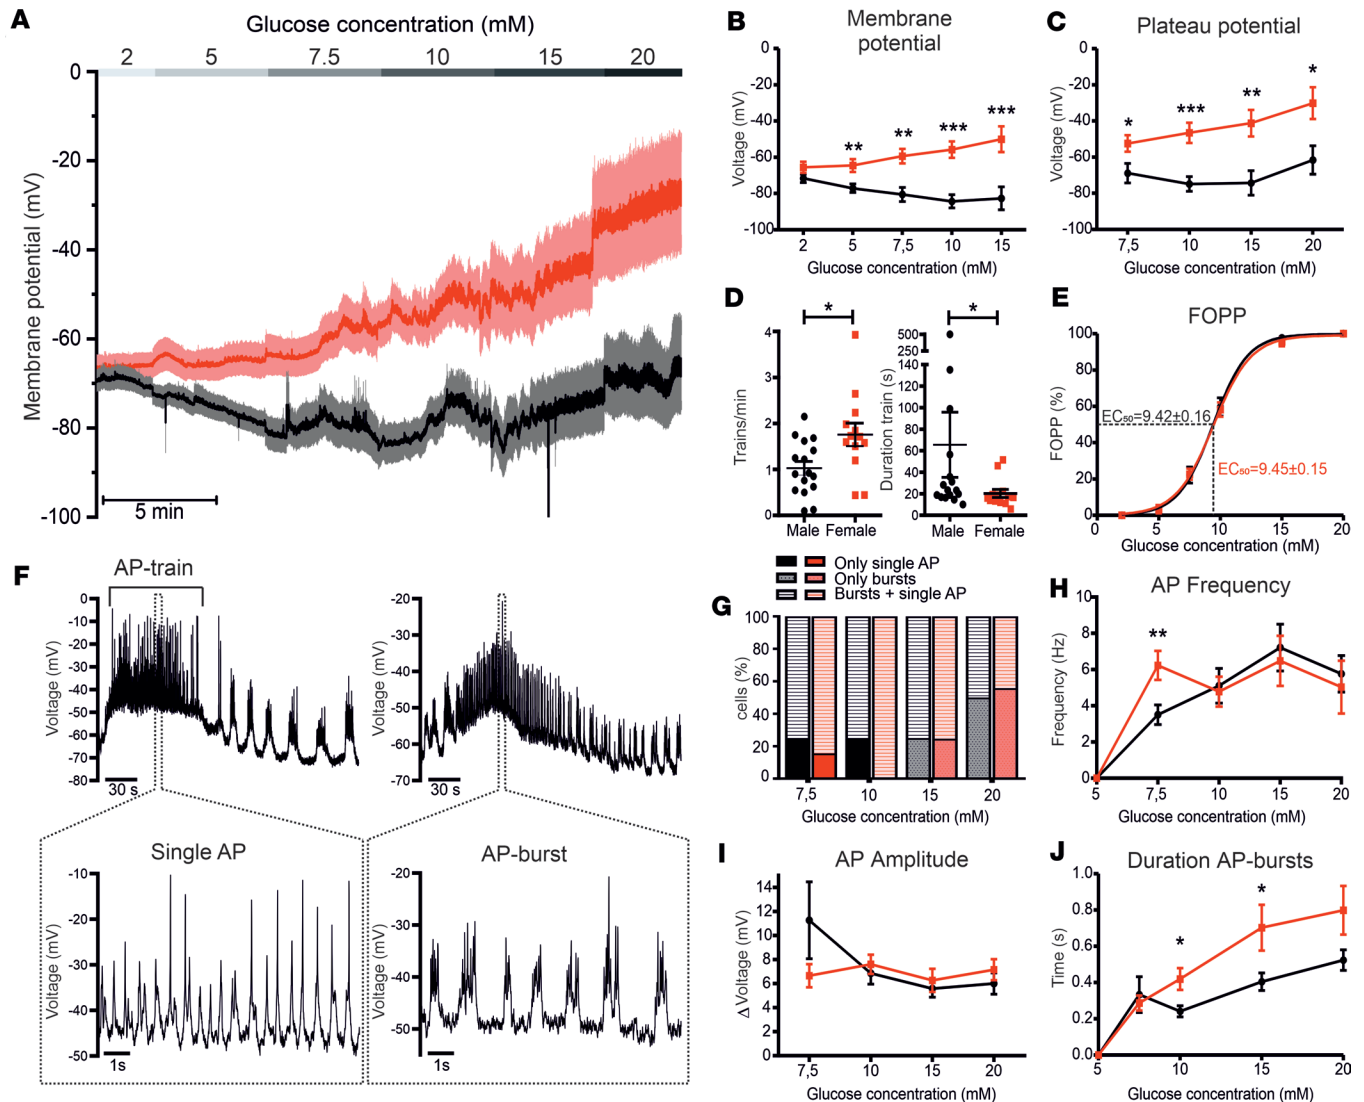 A
Glucose concentration (mM)
2 5 7.5 10 15 20
Membrane potential (mV)
0
-20
-40
-60
-80
-100
5 min
B
Membrane
potential
Voltage (mV)
0
-20
-40
-60
-80
-100
** ** *** ***
2 5 7,5 10 15
Glucose concentration (mM)
C
Plateau potential
Voltage (mV)
0
-20
-40
-60
-80
-100
* *** ** *
7,5 10 15 20
Glucose concentration (mM)
D
*
Trains/min
4
3
2
1
0
Male Female
*
Duration train (s)
500
250
140
120
100
80
60
40
20
0
Male Female
E
FOPP
FOPP (%)
100
80
60
40
20
0
EC₅₀=9.42±0.16
EC₅₀=9.45±0.15
0 5 10 15 20
Glucose concentration (mM)
F
AP-train
Voltage (mV)
0
-10
-20
-30
-40
-50
-60
-70
-80
30 s
Voltage (mV)
-20
-30
-40
-50
-60
-70
30 s
Single AP
Voltage (mV)
-10
-20
-30
-40
-50
1s
AP-burst
Voltage (mV)
-20
-30
-40
-50
1s
Only single AP
Only bursts
Bursts + single AP
G
cells (%)
100
80
60
40
20
0
7,5 10 15 20
Glucose concentration (mM)
H
AP Frequency
Frequency (Hz)
10
8
6
4
2
0
**
5 7,5 10 15 20
Glucose concentration (mM)
I
AP Amplitude
Δ Voltage (mV)
14
12
10
8
6
4
2
0
7,5 10 15 20
Glucose concentration (mM)
J
Duration AP-bursts
Time (s)
1.0
0.8
0.6
0.4
0.2
0.0
* *
5 10 15 20
Glucose concentration (mM)